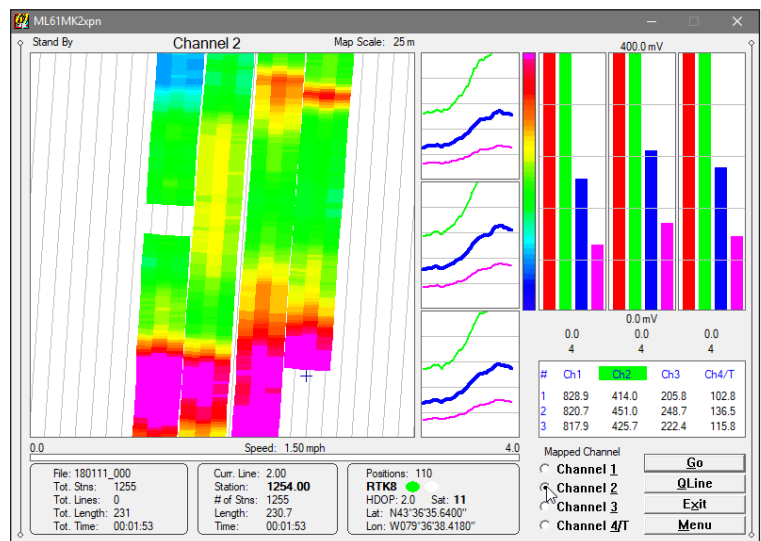 ML61MK2xpn
Stand By Channel 2 Map Scale: 25 m
400.0 mV
0.0 mV
0.0 0.0 0.0
4 4 4
# Ch1 Ch2 Ch3 Ch4/T
1 828.9 414.0 205.8 102.8
2 820.7 451.0 248.7 136.5
3 817.9 425.7 222.4 115.8
0.0 Speed: 1.50 mph 4.0
File: 180111_000
Tot. Stns: 1255
Tot. Lines: 0
Tot. Length: 231
Tot. Time: 00:01:53
Curr. Line: 2.00
Station: 1254.00
# of Stns: 1255
Length: 230.7
Time: 00:01:53
Positions: 110
RTK8
HDOP: 2.0 Sat: 11
Lat: N43°36'35.6400"
Lon: W079°36'38.4180"
Mapped Channel
Channel 1
Channel 2
Channel 3
Channel 4/T
Go
QLine
Exit
Menu